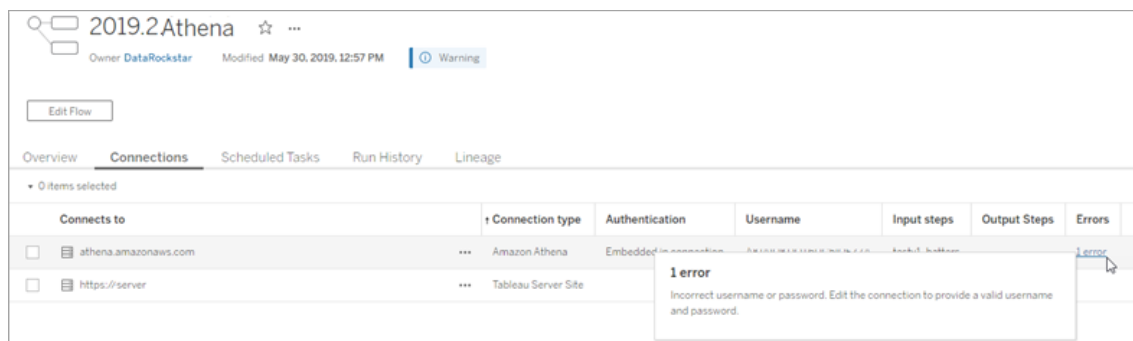 2019.2 Athena
Owner DataRockstar Modified May 30, 2019, 12:57 PM Warning
Edit Flow
Overview Connections Scheduled Tasks Run History Lineage
0 items selected
Connects to ↑ Connection type Authentication Username Input steps Output Steps Errors
athena.amazonaws.com ... Amazon Athena Embedded in connection 1 error
https://server ... Tableau Server Site
1 error
Incorrect username or password. Edit the connection to provide a valid username
and password.